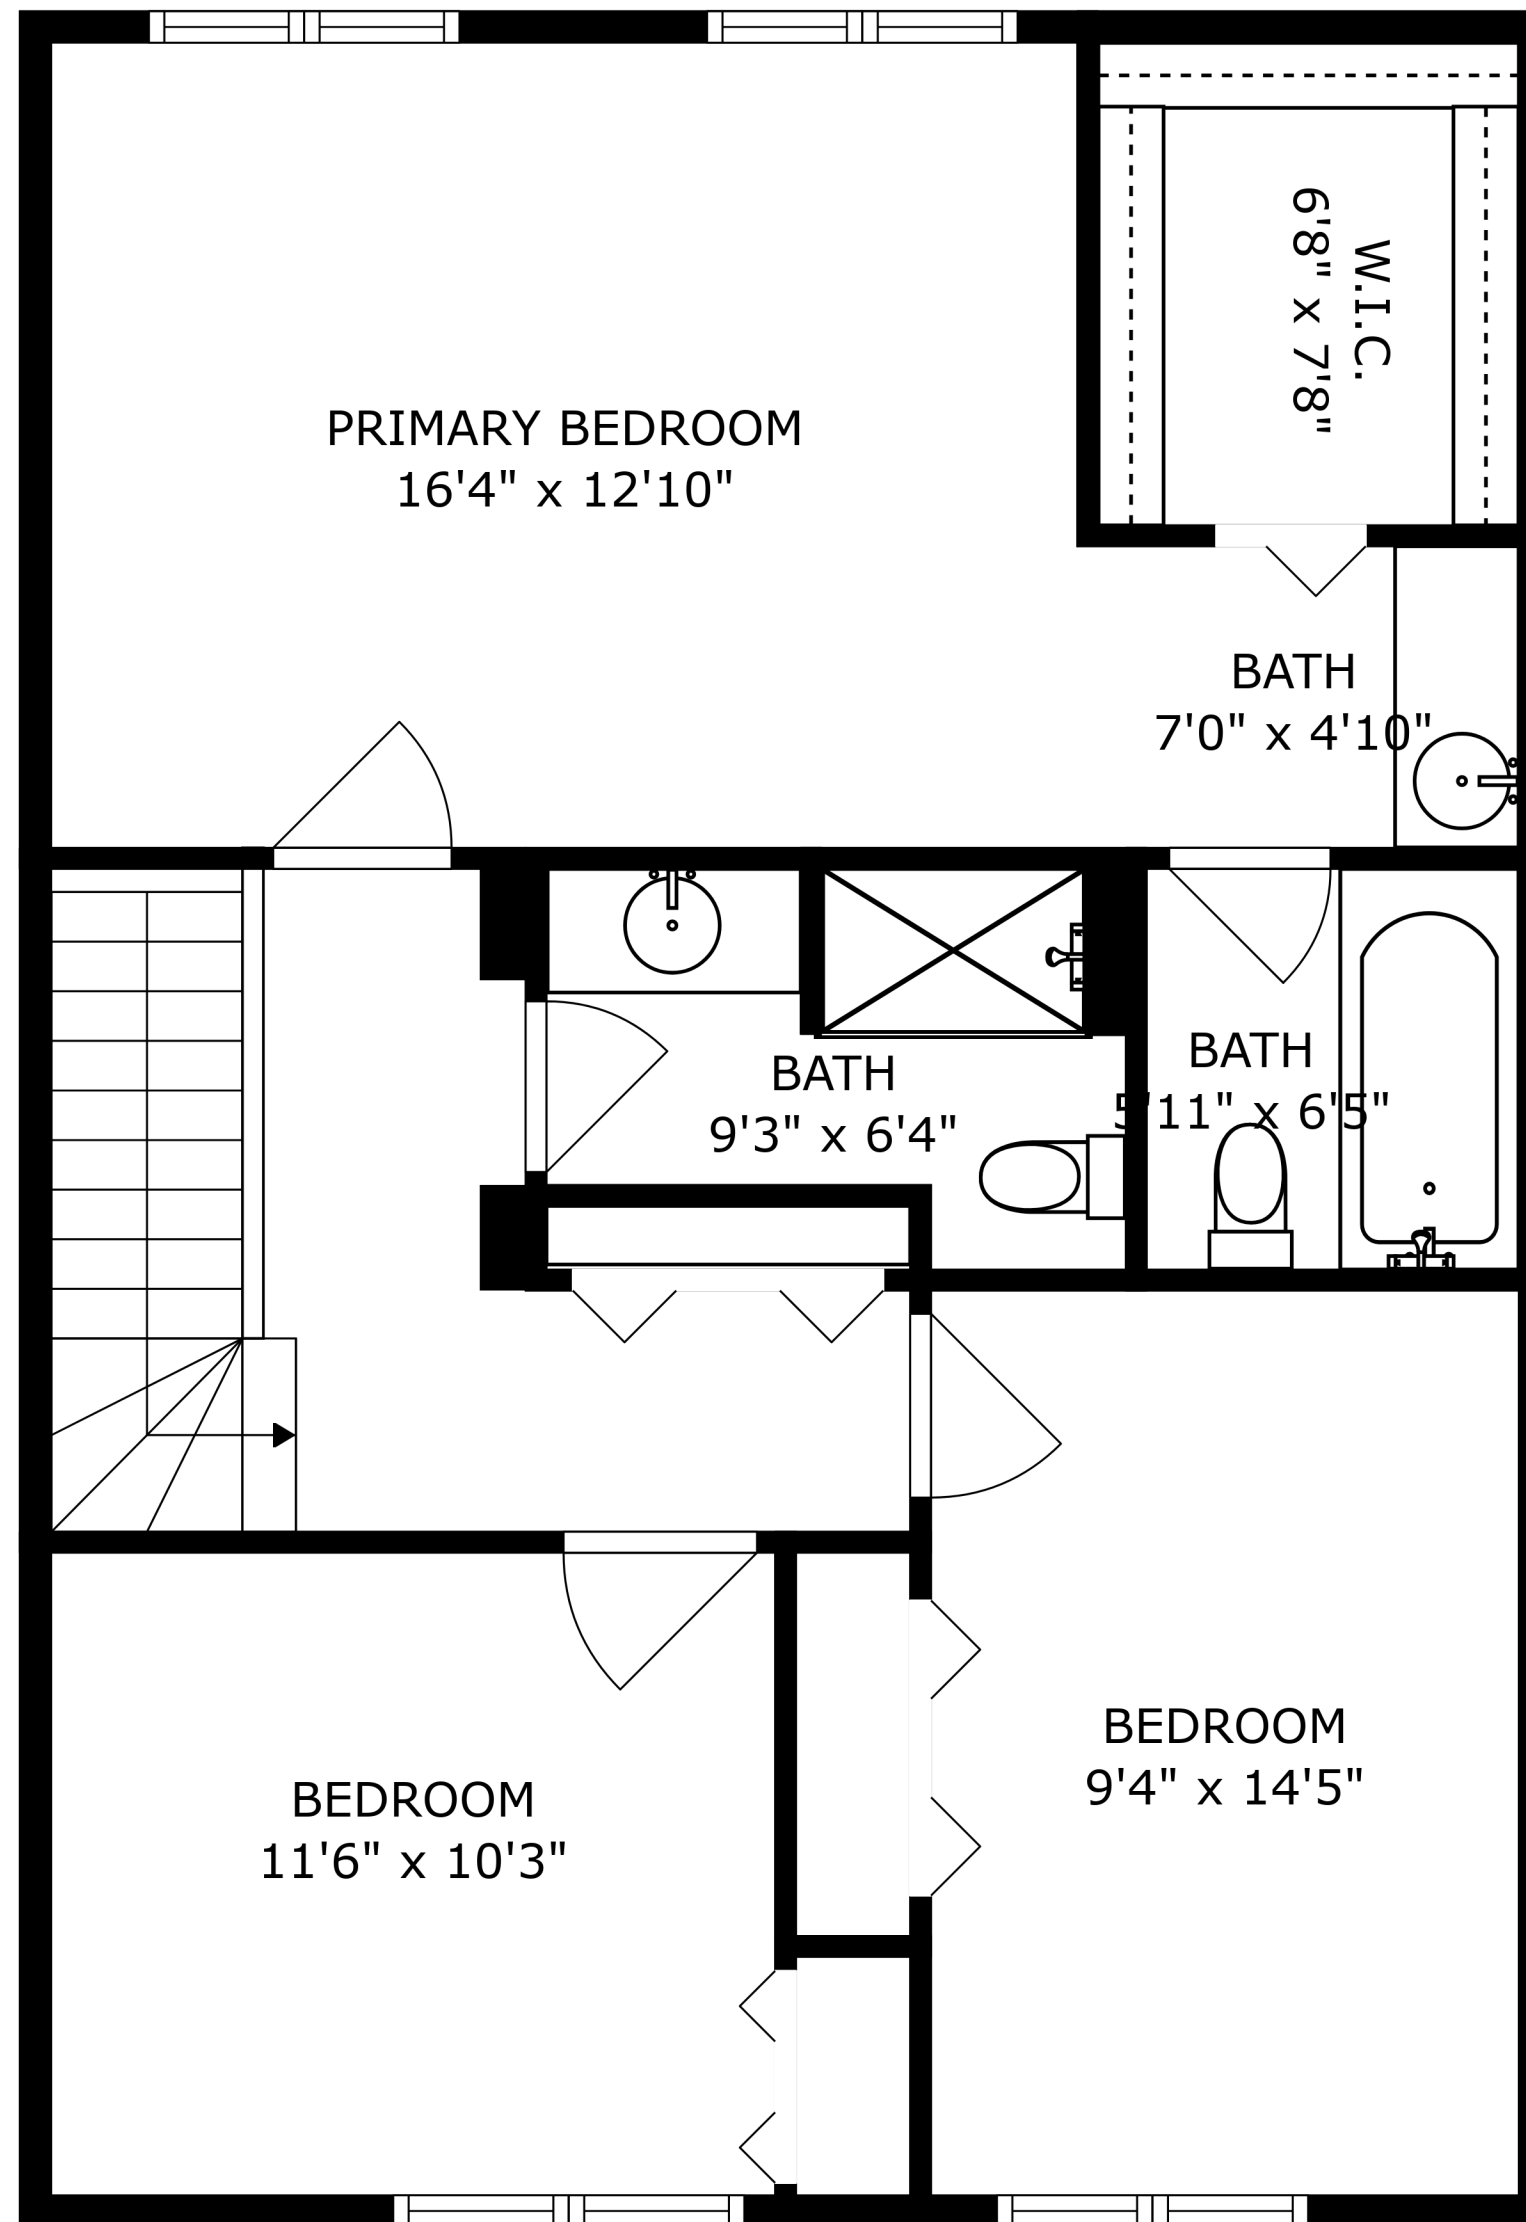 W.I.C.
6'8" x 7'8"
PRIMARY BEDROOM
16'4" x 12'10"
BATH
7'0" x 4'10"
BATH
9'3" x 6'4"
BATH
5'11" x 6'5"
BEDROOM
9'4" x 14'5"
BEDROOM
11'6" x 10'3"